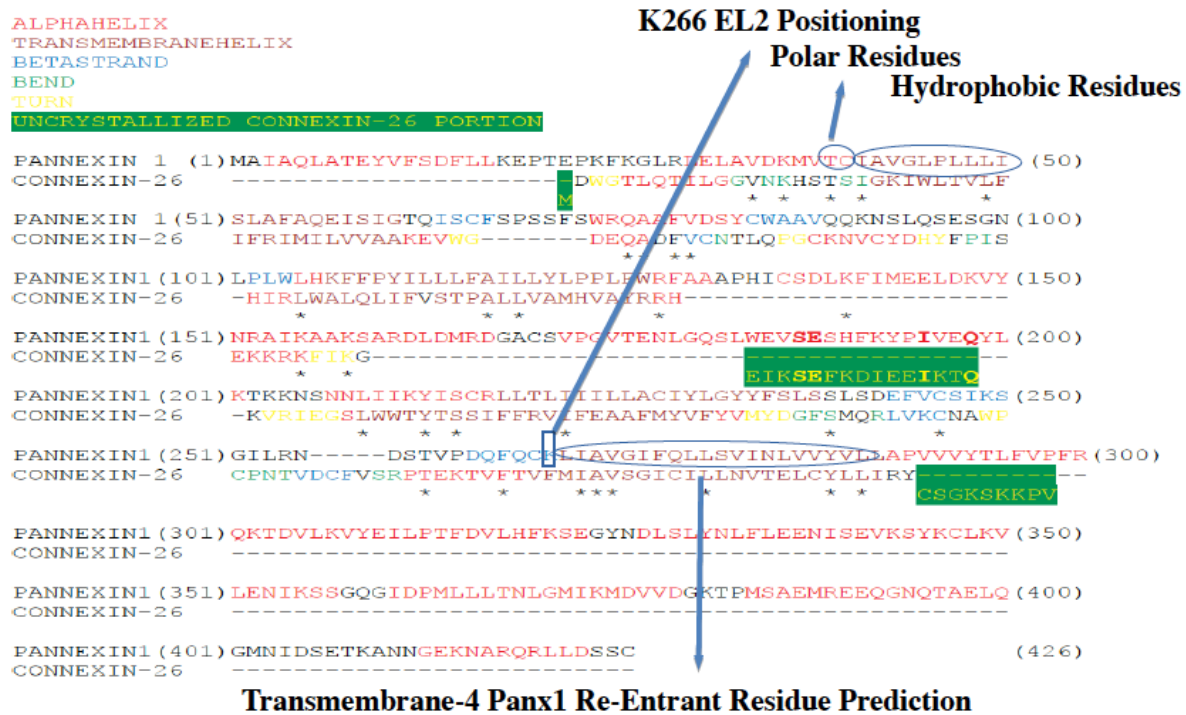 K266 EL2 Positioning
Polar Residues
Hydrophobic Residues
ALPHAHELIX
TRANSMEMBRANEHELIX
BETASTRAND
BEND
TURN
UNCRYSTALLIZED CONNEXIN-26 PORTION
PANNEXIN 1 (1)MAIAQLATEYVFSDFLLKEPTEPKFKGLRLELAVDKMVTCIAVGLPLLLI (50)
CONNEXIN-26 ----------------------DWGTLQTILGGVNKHSTSIGKIWLTVLF
M
* * * * *
PANNEXIN 1(51) SLAFAQEISIGTQISCFSPSSFSWRQAAFVDSYCWAAVQQKNSLQSESGN(100)
CONNEXIN-26 IFRIMILVVAAKEVWG-------DEQADFVCNTLQPGCKNVCYDHYFPIS
** **
PANNEXIN1(101)LPLWLHKFFPYILLLFAILLYLPPLFWRFAAAPHICSDLKFIMEELDKVY(150)
CONNEXIN-26 -HIRLWALQLIFVSTPALLVAMHVAYRRH---------------------
* * * * *
PANNEXIN1(151)NRAIKAAKSARDLDMRDGACSVPGVTENLGQSLWEVSESHFKYPIVEQYL(200)
CONNEXIN-26 EKKRKFIKG-----------------------------------------
EIKSEFKDIEEIKTQ
* *
PANNEXIN1(201)KTKKNSNNLIIKYISCRLLTLIIILLACIYLGYYFSLSSLSDEFVCSIKS(250)
CONNEXIN-26 -KVRIEGSLWWTYTSSIFFRVIFEAAFMYVFYVMYDGFSMQRLVKCNAWP
* * * * * *
PANNEXIN1(251)GILRN-----DSTVPDQFQCKLIAVGIFQLLSVINLVVYVLLAPVVVYTLFVPFR(300)
CONNEXIN-26 CPNTVDCFVSRPTEKTVFTVFMIAVSGICILLNVTELCYLLIRY---------
CSGKSKKPV
* * *** * * *
PANNEXIN1(301)QKTDVLKVYEILPTFDVLHFKSEGYNDLSLYNLFLEENISEVKSYKCLKV(350)
CONNEXIN-26 --------------------------------------------------
PANNEXIN1(351)LENIKSSGQGIDPMLLLTNLGMIKMDVVDGKTPMSAEMREEQGNQTAELQ(400)
CONNEXIN-26 --------------------------------------------------
PANNEXIN1(401)GMNIDSETKANNGEKNARQRLLDSSC (426)
CONNEXIN-26 --------------------------
Transmembrane-4 Panx1 Re-Entrant Residue Prediction